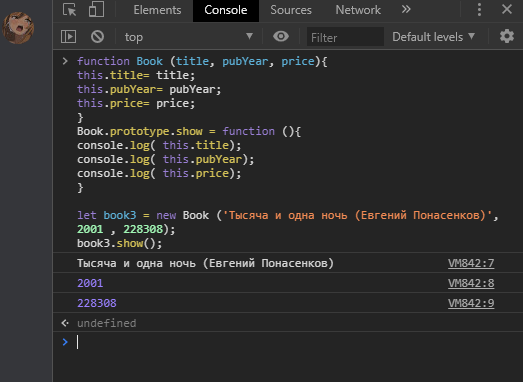 Elements Console Sources Network »
top Filter Default levels
function Book (title, pubYear, price){
this.title= title;
this.pubYear= pubYear;
this.price= price;
}
Book.prototype.show = function (){
console.log( this.title);
console.log( this.pubYear);
console.log( this.price);
}
let book3 = new Book ('Тысяча и одна ночь (Евгений Понасенков)',
2001 , 228308);
book3.show();
Тысяча и одна ночь (Евгений Понасенков) VM842:7
2001 VM842:8
228308 VM842:9
undefined